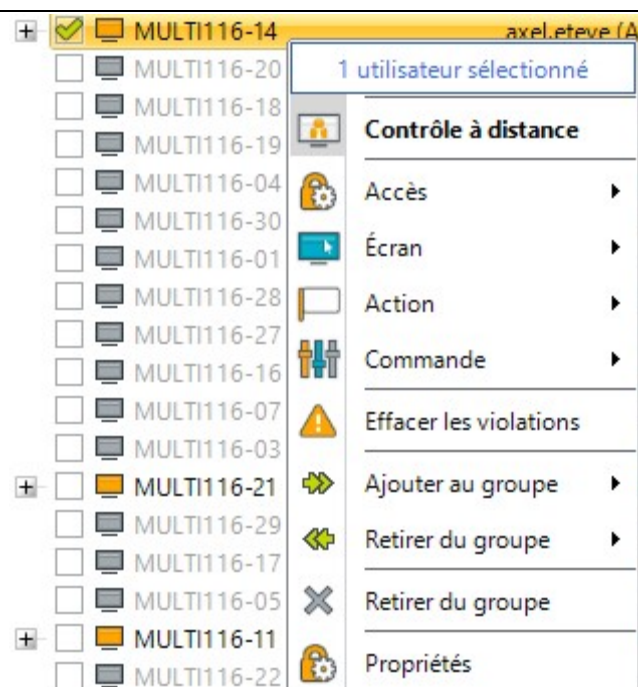 MULTI116-14 axel.eteve (A
MULTI116-20
1 utilisateur sélectionné
MULTI116-18
Contrôle à distance
MULTI116-19
MULTI116-04
Accès
MULTI116-30
Écran
MULTI116-01
MULTI116-28
Action
MULTI116-27
Commande
MULTI116-16
MULTI116-07
Effacer les violations
MULTI116-03
MULTI116-21
Ajouter au groupe
MULTI116-29
Retirer du groupe
MULTI116-17
MULTI116-05
Retirer du groupe
MULTI116-11
Propriétés
MULTI116-22